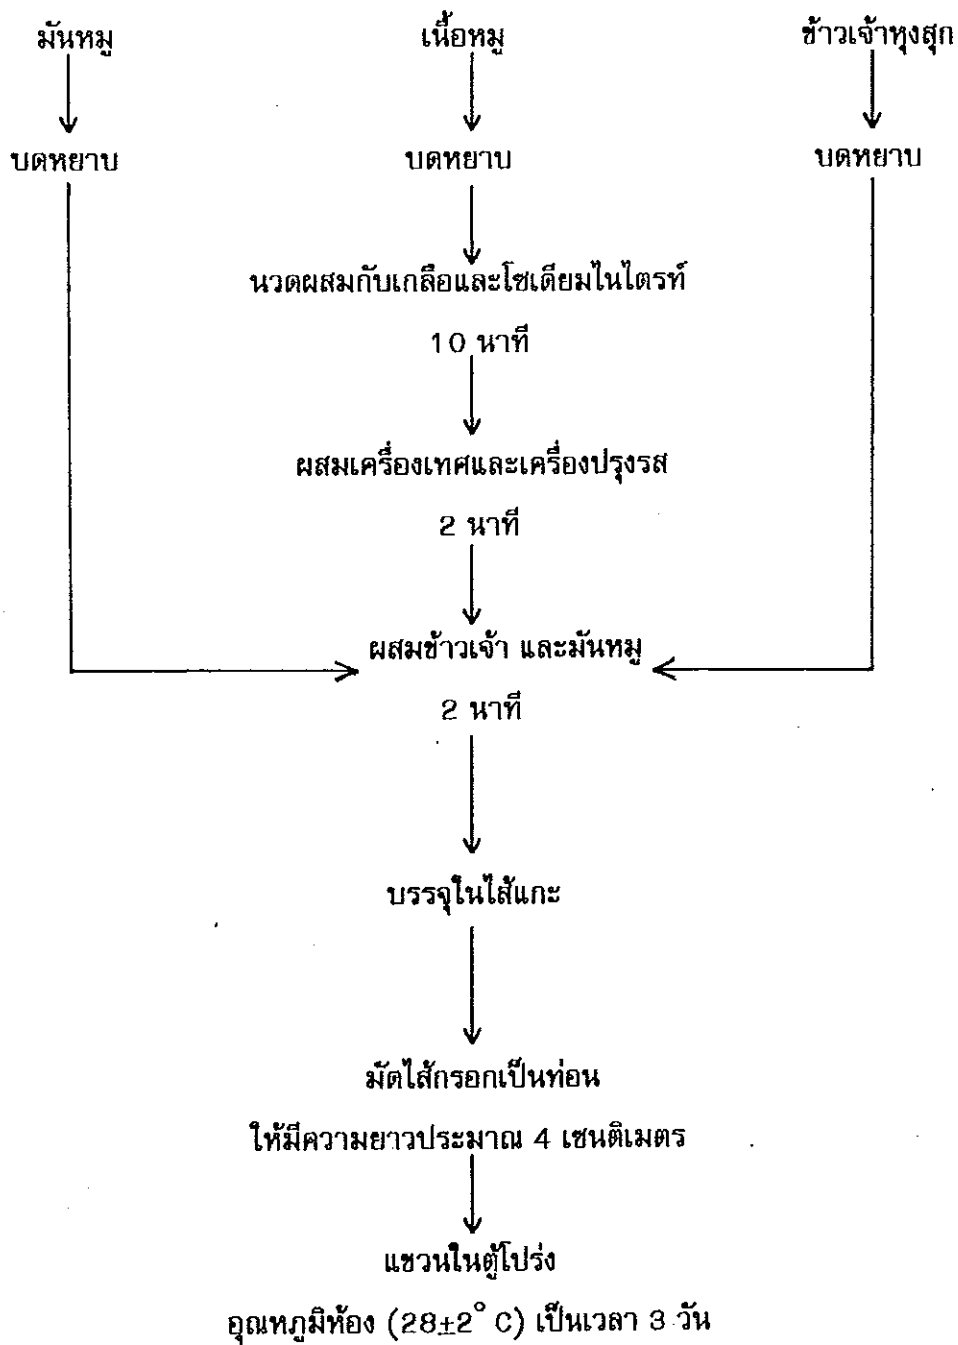 มันหมู
เนื้อหมู
ข้าวเจ้าหุงสุก
บดหยาบ
บดหยาบ
บดหยาบ
นวดผสมกับเกลือและโซเดียมไนไตรท์
10 นาที
ผสมเครื่องเทศและเครื่องปรุงรส
2 นาที
ผสมข้าวเจ้า และมันหมู
2 นาที
บรรจุในไส้แกะ
มัดไส้กรอกเป็นท่อน
ให้มีความยาวประมาณ 4 เซนติเมตร
แขวนในตู้โปร่ง
อุณหภูมิห้อง (28±2° C) เป็นเวลา 3 วัน